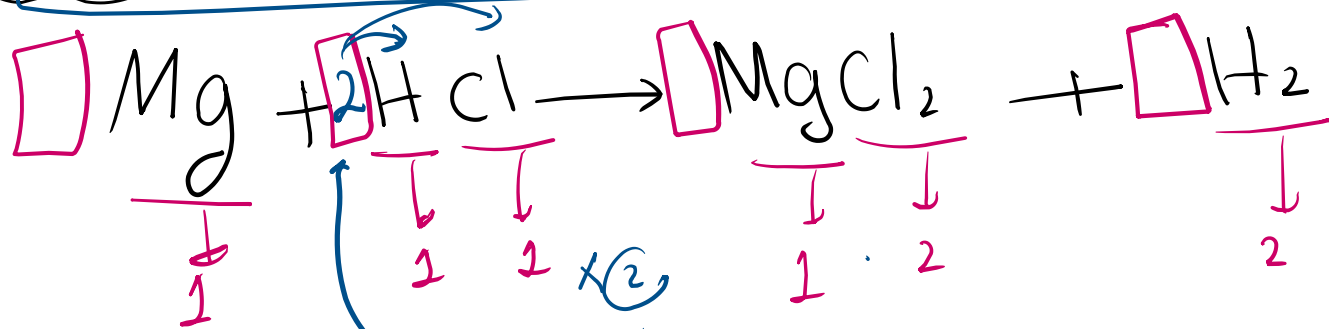 Mg + 2HCl → MgCl₂ + H₂
1 1 1 ×2 1 2 2